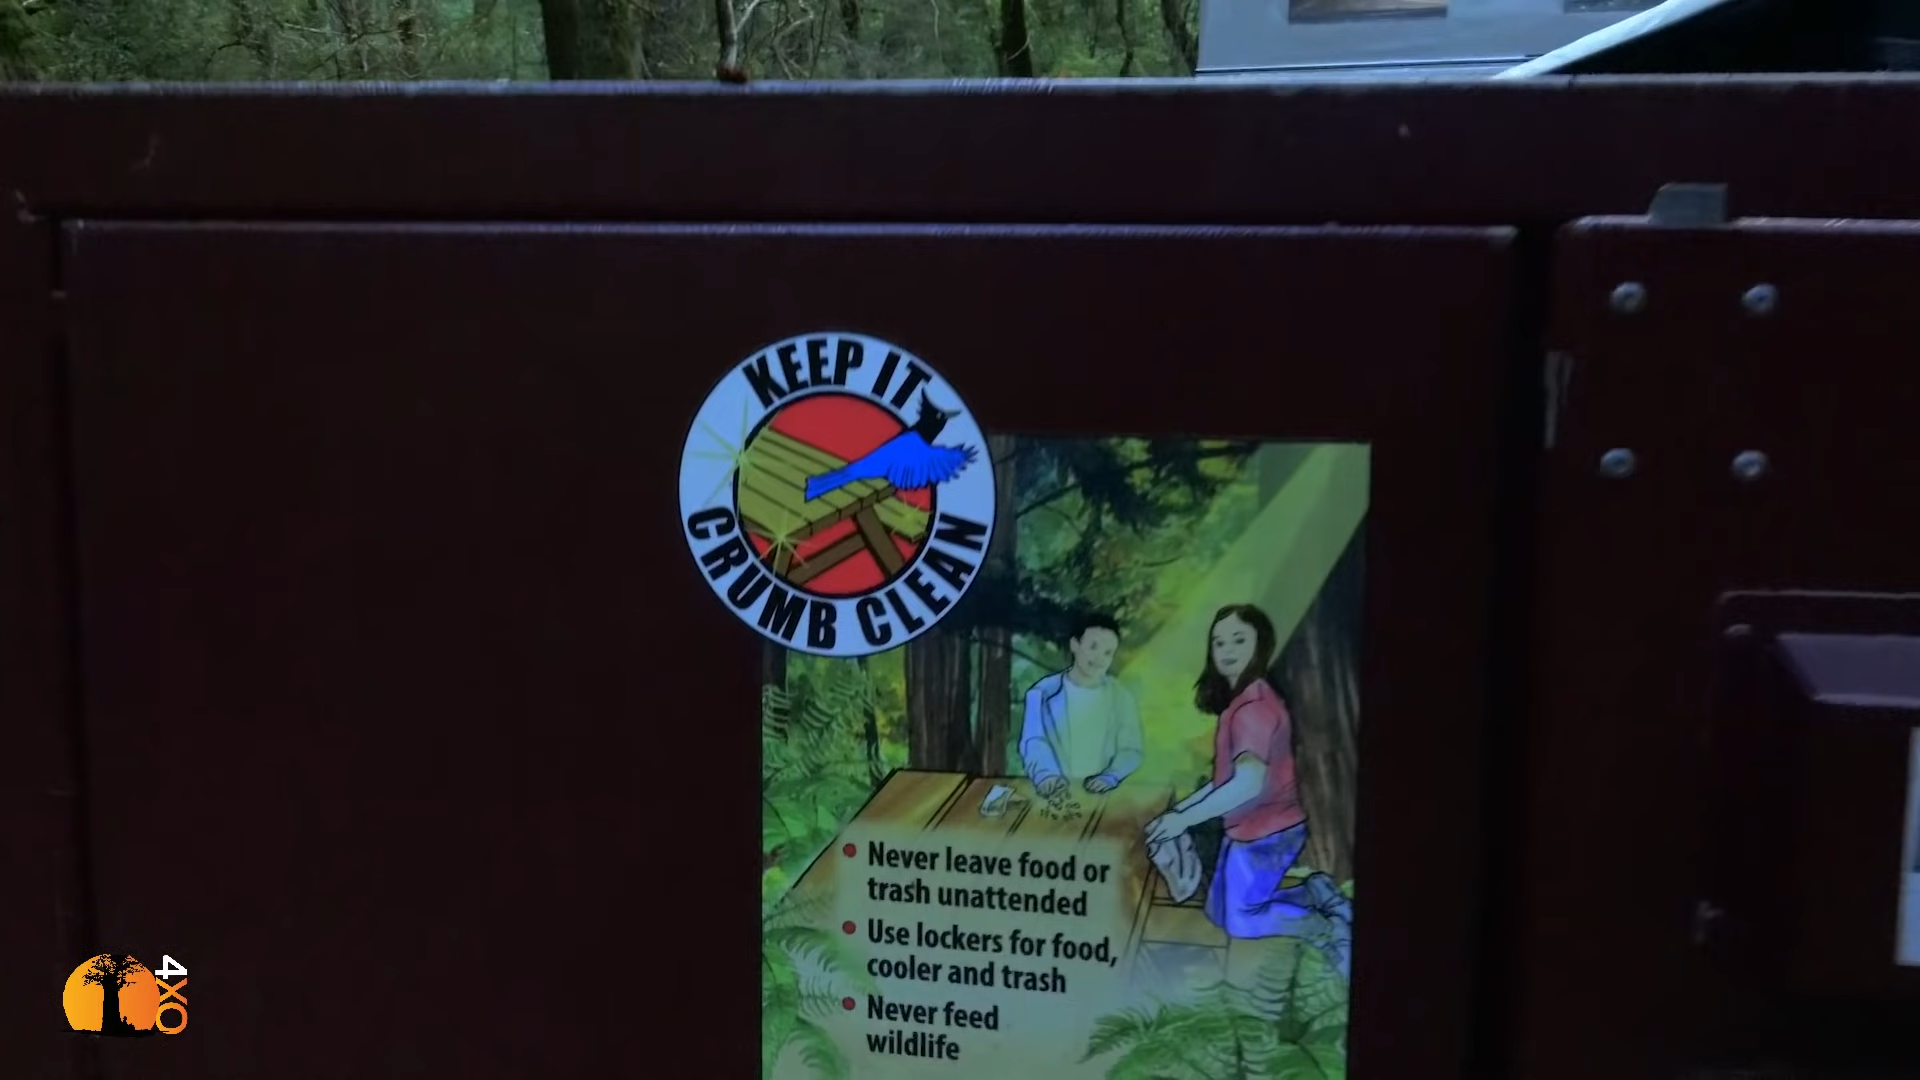 KEEP IT
CRUMB CLEAN
• Never leave food or
trash unattended
• Use lockers for food,
cooler and trash
• Never feed
wildlife
4XO